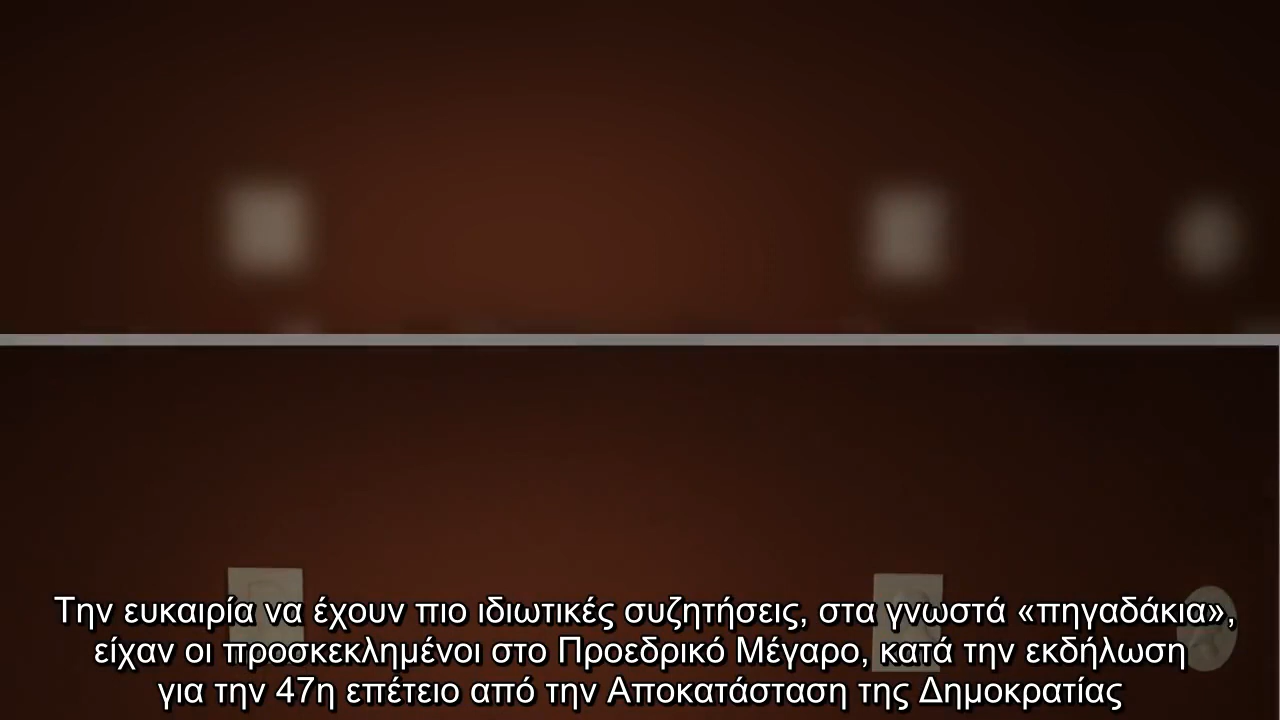 Την ευκαιρία να έχουν πιο ιδιωτικές συζητήσεις, στα γνωστά «πηγαδάκια»,
είχαν οι προσκεκλημένοι στο Προεδρικό Μέγαρο, κατά την εκδήλωση
για την 47η επέτειο από την Αποκατάσταση της Δημοκρατίας